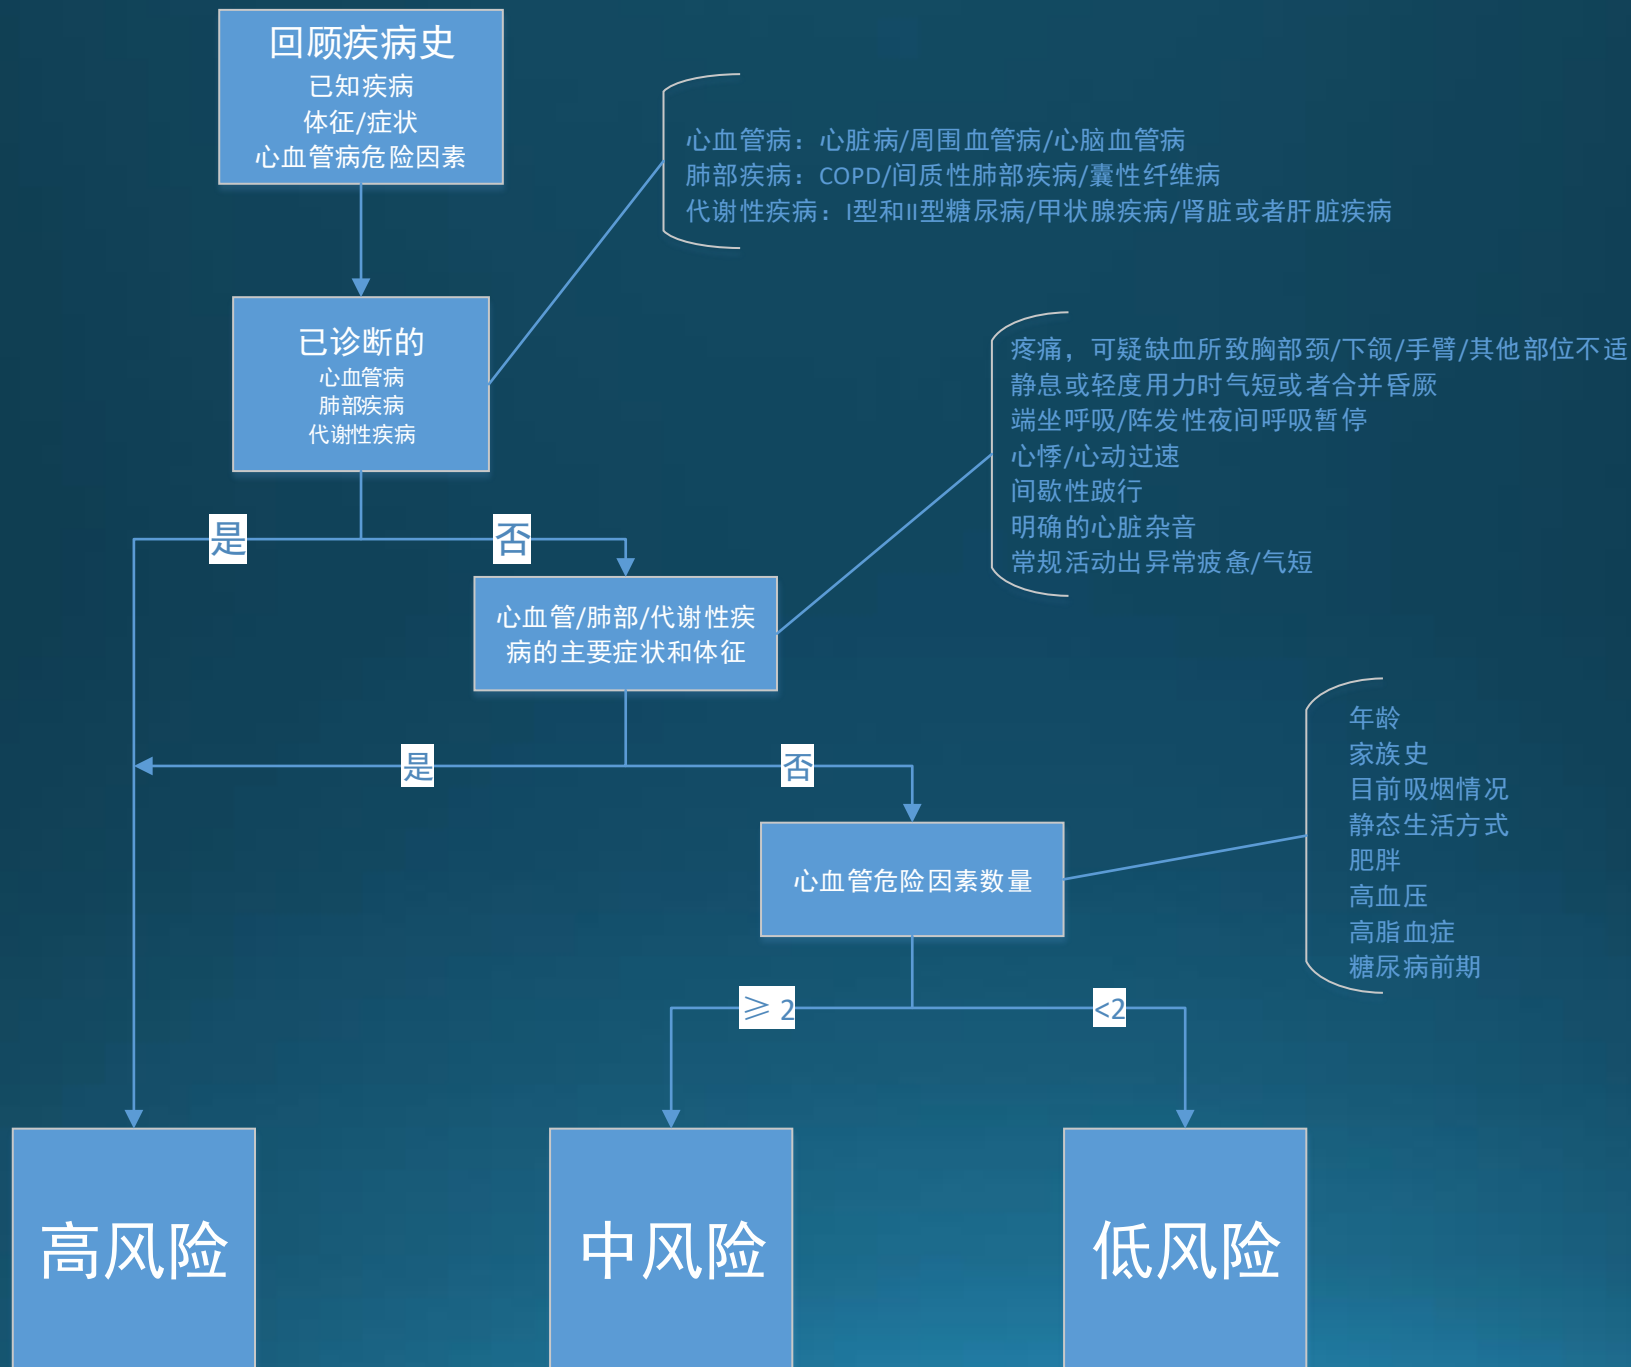 回顾疾病史
已知疾病
体征/症状
心血管病危险因素
心血管病：心脏病/周围血管病/心脑血管病
肺部疾病：COPD/间质性肺部疾病/囊性纤维病
代谢性疾病：I型和II型糖尿病/甲状腺疾病/肾脏或者肝脏疾病
已诊断的
心血管病
肺部疾病
代谢性疾病
疼痛，可疑缺血所致胸部颈/下颌/手臂/其他部位不适
静息或轻度用力时气短或者合并昏厥
端坐呼吸/阵发性夜间呼吸暂停
心悸/心动过速
间歇性跛行
明确的心脏杂音
常规活动出异常疲惫/气短
是
否
心血管/肺部/代谢性疾
病的主要症状和体征
是
否
年龄
家族史
目前吸烟情况
静态生活方式
肥胖
高血压
高脂血症
糖尿病前期
心血管危险因素数量
≥ 2
<2
高风险
中风险
低风险